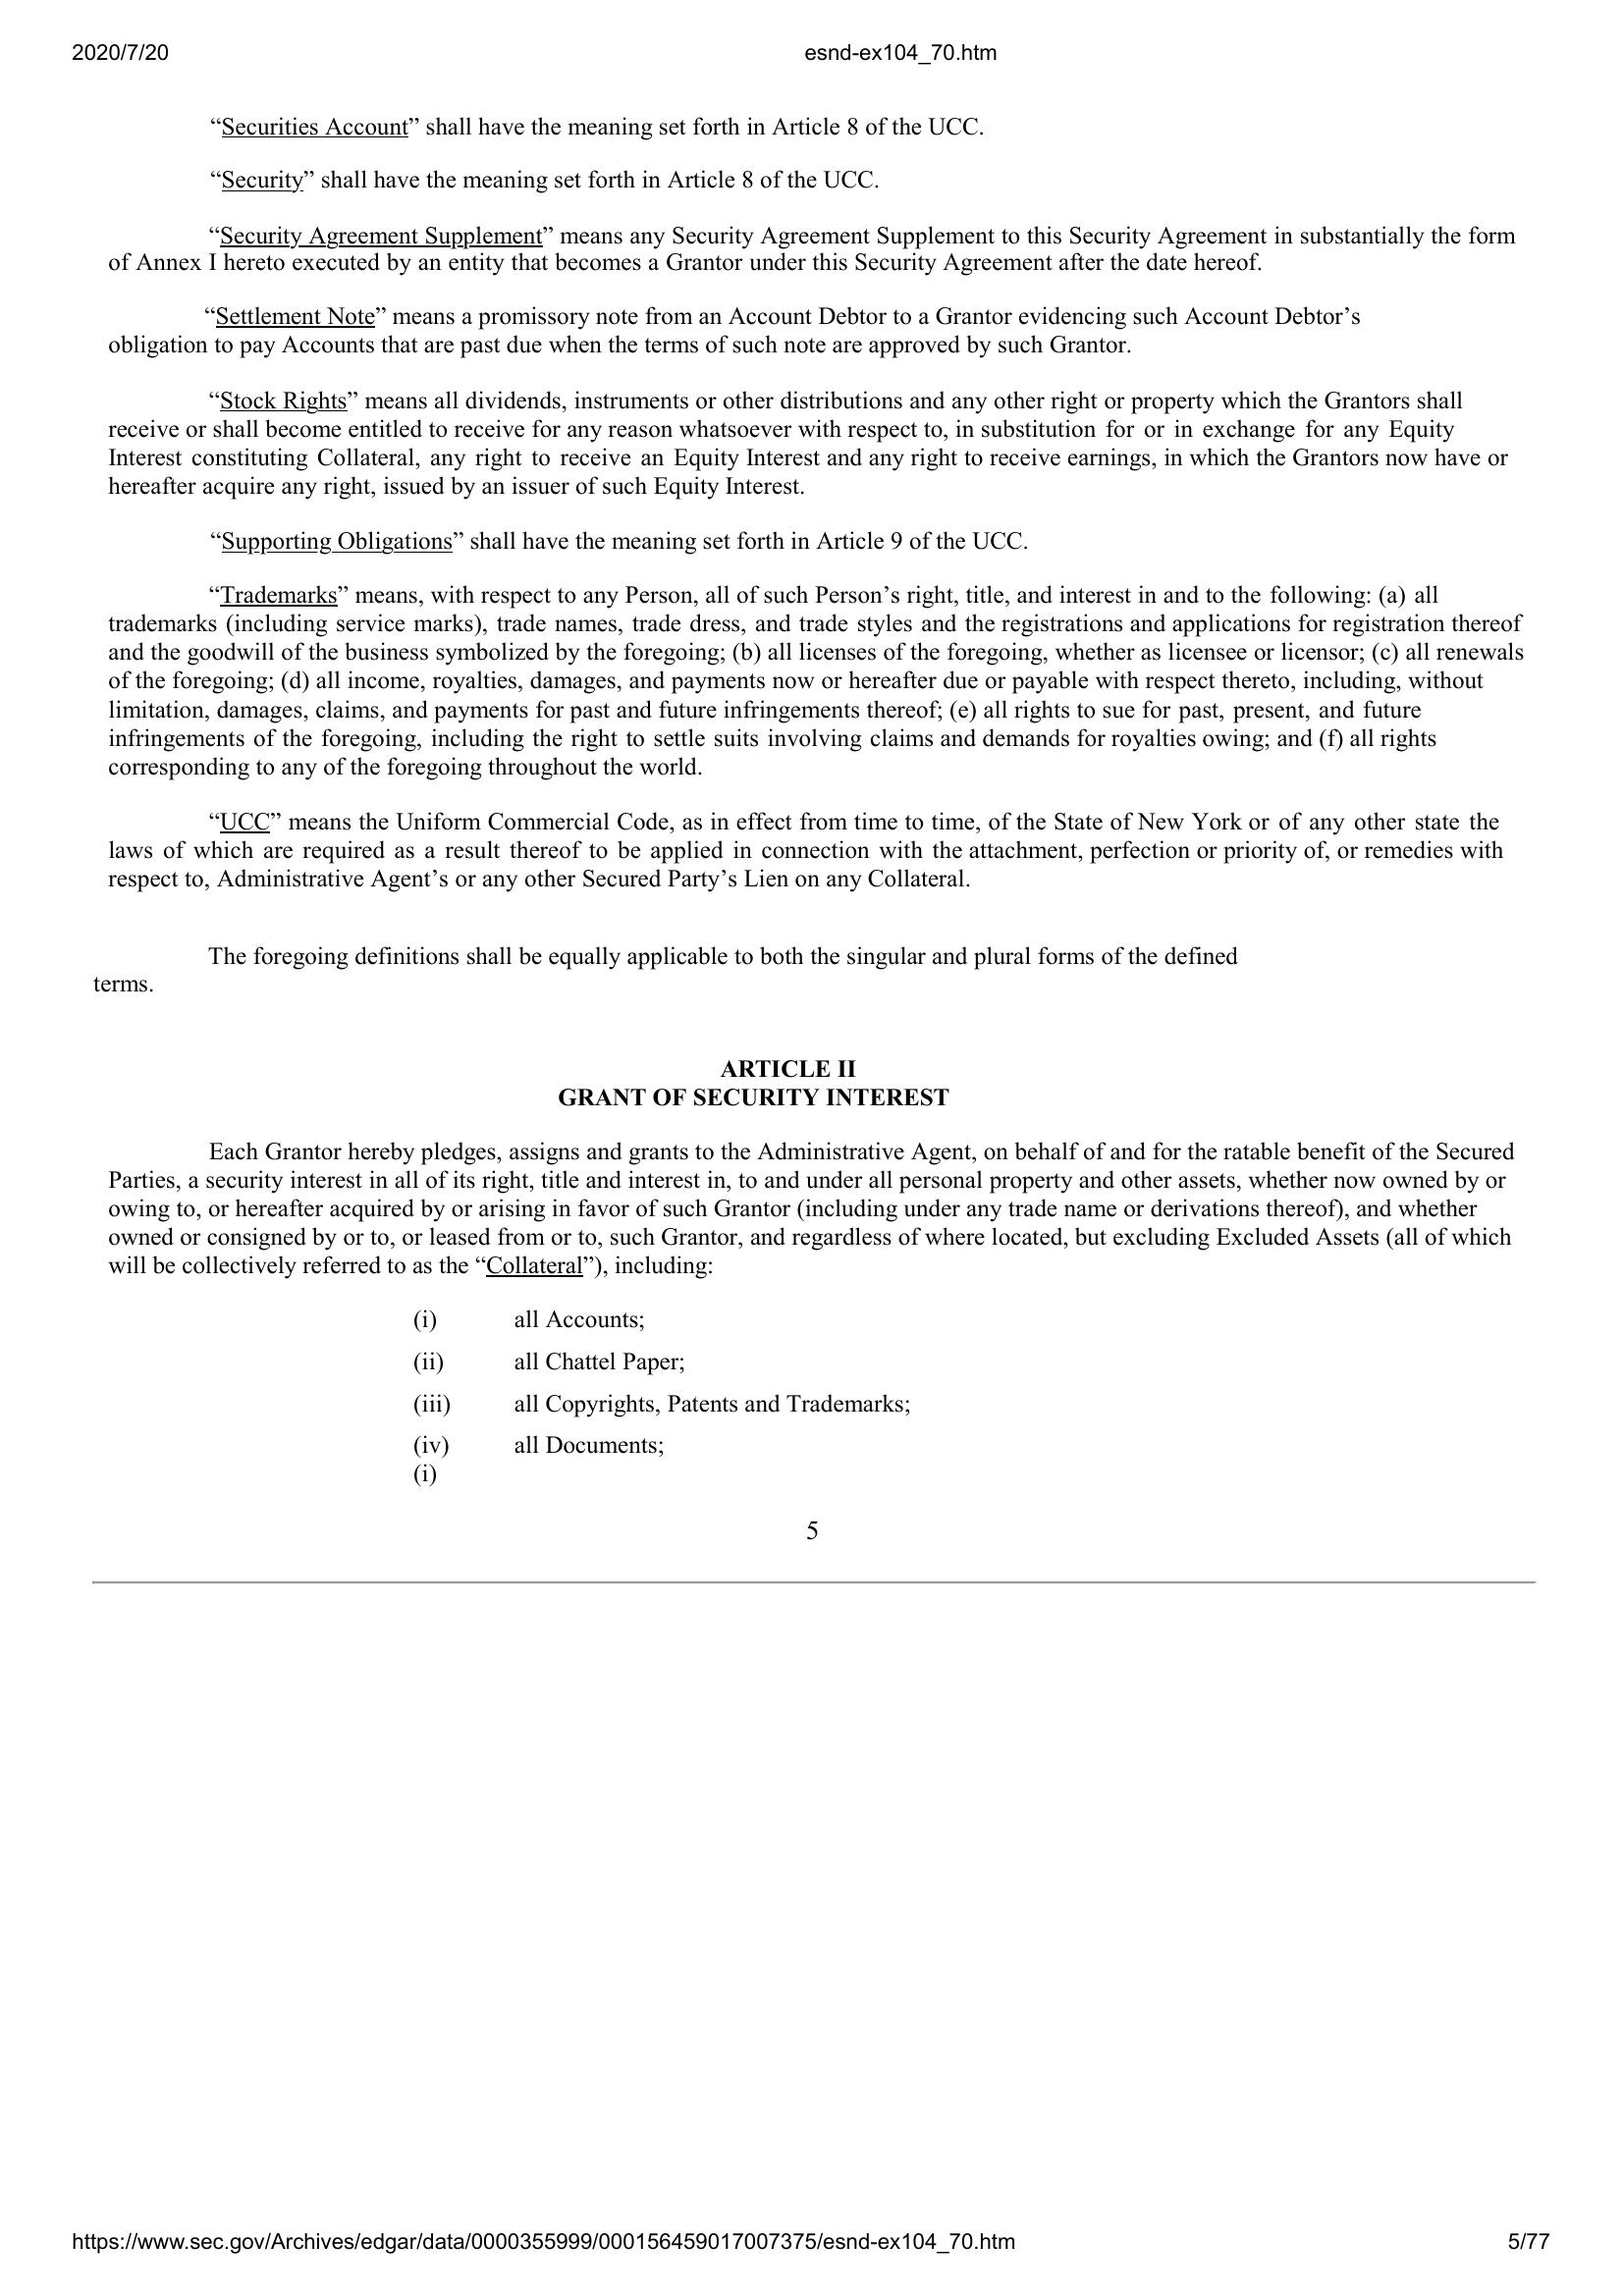 2020/7/20 esnd-ex104_70.htm
“Securities Account” shall have the meaning set forth in Article 8 of the UCC.
“Security” shall have the meaning set forth in Article 8 of the UCC.
“Security Agreement Supplement” means any Security Agreement Supplement to this Security Agreement in substantially the form
of Annex I hereto executed by an entity that becomes a Grantor under this Security Agreement after the date hereof.
“Settlement Note” means a promissory note from an Account Debtor to a Grantor evidencing such Account Debtor’s
obligation to pay Accounts that are past due when the terms of such note are approved by such Grantor.
“Stock Rights” means all dividends, instruments or other distributions and any other right or property which the Grantors shall
receive or shall become entitled to receive for any reason whatsoever with respect to, in substitution for or in exchange for any Equity
Interest constituting Collateral, any right to receive an Equity Interest and any right to receive earnings, in which the Grantors now have or
hereafter acquire any right, issued by an issuer of such Equity Interest.
“Supporting Obligations” shall have the meaning set forth in Article 9 of the UCC.
“Trademarks” means, with respect to any Person, all of such Person’s right, title, and interest in and to the following: (a) all
trademarks (including service marks), trade names, trade dress, and trade styles and the registrations and applications for registration thereof
and the goodwill of the business symbolized by the foregoing; (b) all licenses of the foregoing, whether as licensee or licensor; (c) all renewals
of the foregoing; (d) all income, royalties, damages, and payments now or hereafter due or payable with respect thereto, including, without
limitation, damages, claims, and payments for past and future infringements thereof; (e) all rights to sue for past, present, and future
infringements of the foregoing, including the right to settle suits involving claims and demands for royalties owing; and (f) all rights
corresponding to any of the foregoing throughout the world.
“UCC” means the Uniform Commercial Code, as in effect from time to time, of the State of New York or of any other state the
laws of which are required as a result thereof to be applied in connection with the attachment, perfection or priority of, or remedies with
respect to, Administrative Agent’s or any other Secured Party’s Lien on any Collateral.
The foregoing definitions shall be equally applicable to both the singular and plural forms of the defined
terms.
ARTICLE II
GRANT OF SECURITY INTEREST
Each Grantor hereby pledges, assigns and grants to the Administrative Agent, on behalf of and for the ratable benefit of the Secured
Parties, a security interest in all of its right, title and interest in, to and under all personal property and other assets, whether now owned by or
owing to, or hereafter acquired by or arising in favor of such Grantor (including under any trade name or derivations thereof), and whether
owned or consigned by or to, or leased from or to, such Grantor, and regardless of where located, but excluding Excluded Assets (all of which
will be collectively referred to as the “Collateral”), including:
(i) all Accounts;
(ii) all Chattel Paper;
(iii) all Copyrights, Patents and Trademarks;
(iv) all Documents;
(i)
5
https://www.sec.gov/Archives/edgar/data/0000355999/000156459017007375/esnd-ex104_70.htm 5/77